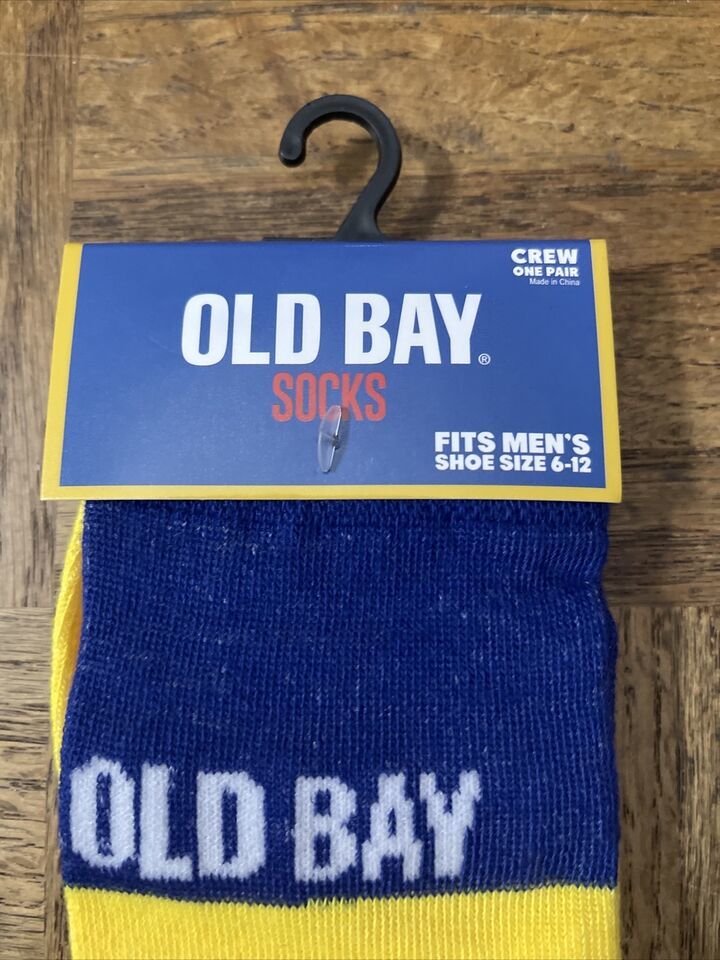 CREW
ONE PAIR
Made in China
OLD BAY®
SOCKS
FITS MEN'S
SHOE SIZE 6-12
OLD BAY